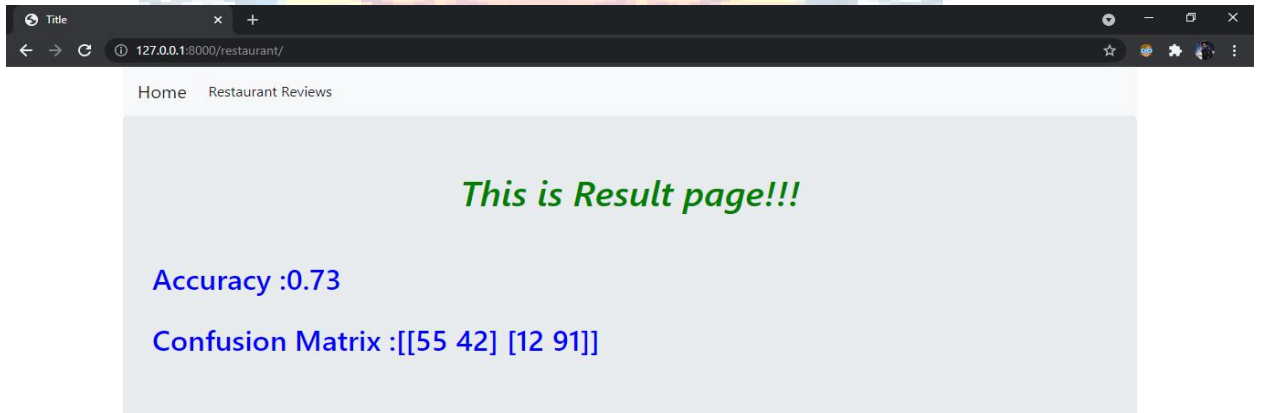 Title
127.0.0.1:8000/restaurant/
Home Restaurant Reviews
This is Result page!!!
Accuracy :0.73
Confusion Matrix :[[55 42] [12 91]]